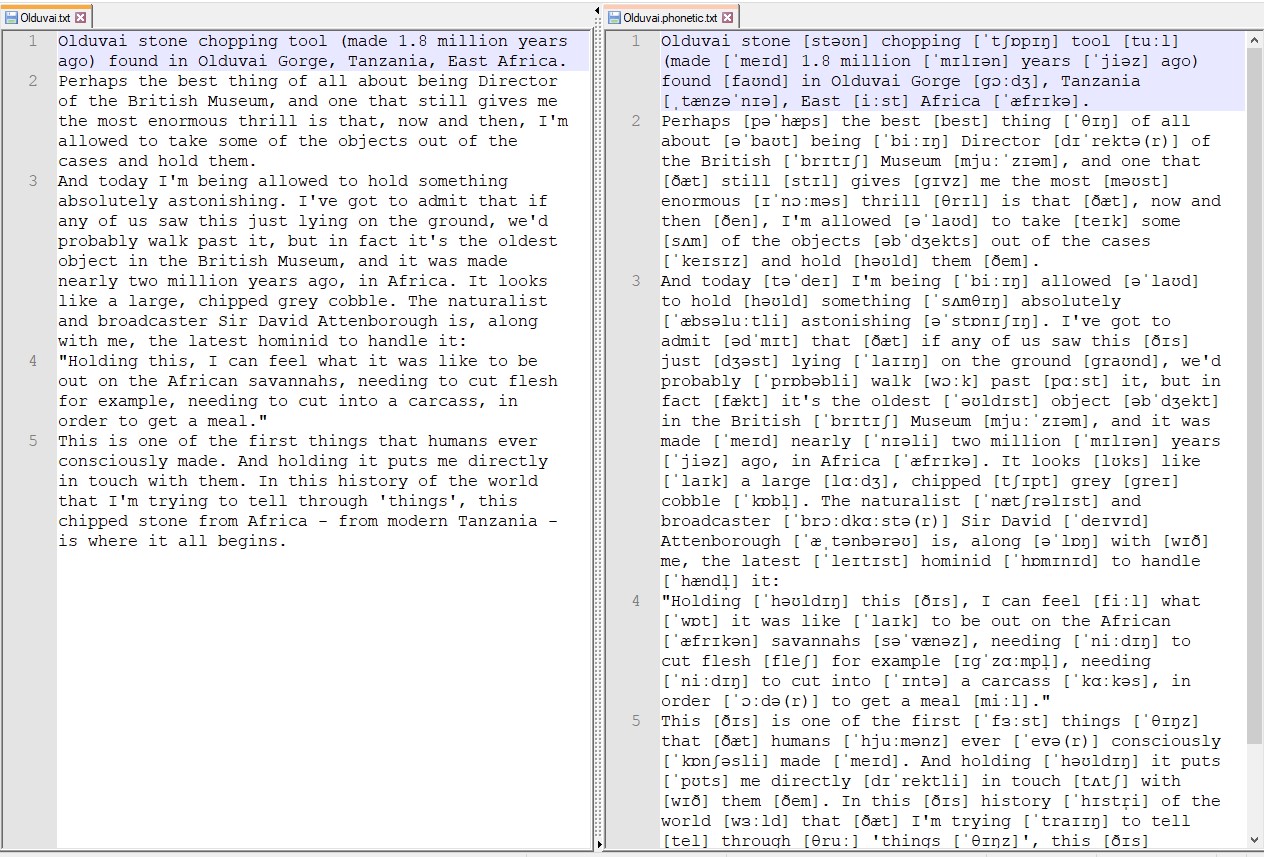 Olduvai.txt
1 Olduvai stone chopping tool (made 1.8 million years
ago) found in Olduvai Gorge, Tanzania, East Africa.
2 Perhaps the best thing of all about being Director
of the British Museum, and one that still gives me
the most enormous thrill is that, now and then, I'm
allowed to take some of the objects out of the
cases and hold them.
3 And today I'm being allowed to hold something
absolutely astonishing. I've got to admit that if
any of us saw this just lying on the ground, we'd
probably walk past it, but in fact it's the oldest
object in the British Museum, and it was made
nearly two million years ago, in Africa. It looks
like a large, chipped grey cobble. The naturalist
and broadcaster Sir David Attenborough is, along
with me, the latest hominid to handle it:
4 "Holding this, I can feel what it was like to be
out on the African savannahs, needing to cut flesh
for example, needing to cut into a carcass, in
order to get a meal."
5 This is one of the first things that humans ever
consciously made. And holding it puts me directly
in touch with them. In this history of the world
that I'm trying to tell through 'things', this
chipped stone from Africa – from modern Tanzania –
is where it all begins.
Olduvai.phonetic.txt
1 Olduvai stone [stəʊn] chopping [ˈtʃɒpɪŋ] tool [tuːl]
(made [ˈmeɪd] 1.8 million [ˈmɪlɪən] years [ˈjiəz] ago)
found [faʊnd] in Olduvai Gorge [ɡɔːdʒ], Tanzania
[ˌtænzəˈnɪə], East [iːst] Africa [ˈæfrɪkə].
2 Perhaps [pəˈhæps] the best [best] thing [ˈθɪŋ] of all
about [əˈbaʊt] being [ˈbiːɪŋ] Director [dɪˈrektə(r)] of
the British [ˈbrɪtɪʃ] Museum [mjuːˈzɪəm], and one that
[ðæt] still [stɪl] gives [ɡɪvz] me the most [məʊst]
enormous [ɪˈnɔːməs] thrill [θrɪl] is that [ðæt], now and
then [ðen], I'm allowed [əˈlaʊd] to take [teɪk] some
[sʌm] of the objects [əbˈdʒekts] out of the cases
[ˈkeɪsɪz] and hold [həʊld] them [ðem].
3 And today [təˈdeɪ] I'm being [ˈbiːɪŋ] allowed [əˈlaʊd]
to hold [həʊld] something [ˈsʌmθɪŋ] absolutely
[ˈæbsəluːtli] astonishing [əˈstɒnɪʃɪŋ]. I've got to
admit [ədˈmɪt] that [ðæt] if any of us saw this [ðɪs]
just [dʒəst] lying [ˈlaɪɪŋ] on the ground [ɡraʊnd], we'd
probably [ˈprɒbəbli] walk [wɔːk] past [pɑːst] it, but in
fact [fækt] it's the oldest [ˈəʊldɪst] object [əbˈdʒekt]
in the British [ˈbrɪtɪʃ] Museum [mjuːˈzɪəm], and it was
made [ˈmeɪd] nearly [ˈnɪəli] two million [ˈmɪlɪən] years
[ˈjiəz] ago, in Africa [ˈæfrɪkə]. It looks [lʊks] like
[ˈlaɪk] a large [lɑːdʒ], chipped [tʃɪpt] grey [ɡreɪ]
cobble [ˈkɒbl̩]. The naturalist [ˈnætʃrəlɪst] and
broadcaster [ˈbrɔːdkɑːstə(r)] Sir David [ˈdeɪvɪd]
Attenborough [ˈæˌtənbərəʊ] is, along [əˈlɒŋ] with [wɪð]
me, the latest [ˈleɪtɪst] hominid [ˈhɒmɪnɪd] to handle
[ˈhændl̩] it:
4 "Holding [ˈhəʊldɪŋ] this [ðɪs], I can feel [fiːl] what
[ˈwɒt] it was like [ˈlaɪk] to be out on the African
[ˈæfrɪkən] savannahs [səˈvænəz], needing [ˈniːdɪŋ] to
cut flesh [fleʃ] for example [ɪɡˈzɑːmpl̩], needing
[ˈniːdɪŋ] to cut into [ˈɪntə] a carcass [ˈkɑːkəs], in
order [ˈɔːdə(r)] to get a meal [miːl]."
5 This [ðɪs] is one of the first [ˈfɜːst] things [ˈθɪŋz]
that [ðæt] humans [ˈhjuːmənz] ever [ˈevə(r)] consciously
[ˈkɒnʃəsli] made [ˈmeɪd]. And holding [ˈhəʊldɪŋ] it puts
[ˈpʊts] me directly [dɪˈrektli] in touch [tʌtʃ] with
[wɪð] them [ðem]. In this [ðɪs] history [ˈhɪstr̩i] of the
world [wɜːld] that [ðæt] I'm trying [ˈtraɪɪŋ] to tell
[tel] through [θruː] 'things [ˈθɪŋz]', this [ðɪs]